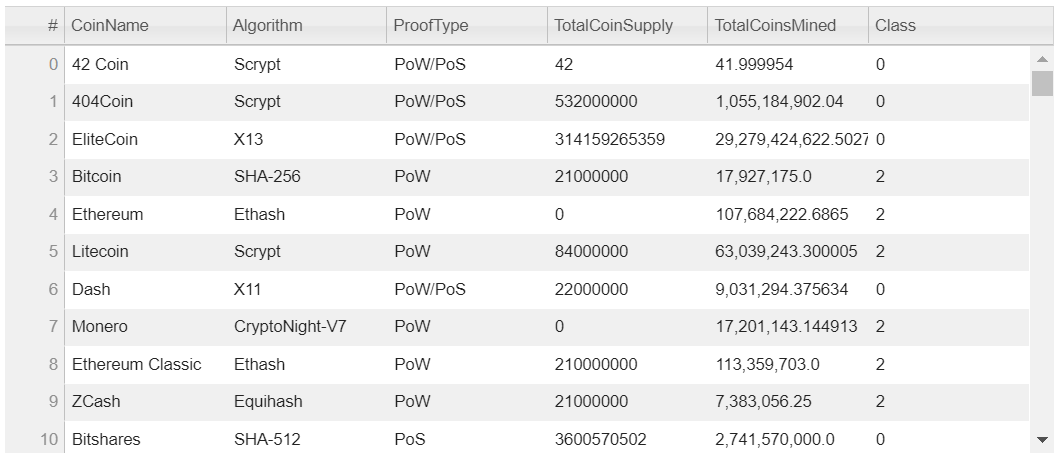 # CoinName Algorithm ProofType TotalCoinSupply TotalCoinsMined Class
0 42 Coin Scrypt PoW/PoS 42 41.999954 0
1 404Coin Scrypt PoW/PoS 532000000 1,055,184,902.04 0
2 EliteCoin X13 PoW/PoS 314159265359 29,279,424,622.5027 0
3 Bitcoin SHA-256 PoW 21000000 17,927,175.0 2
4 Ethereum Ethash PoW 0 107,684,222.6865 2
5 Litecoin Scrypt PoW 84000000 63,039,243.300005 2
6 Dash X11 PoW/PoS 22000000 9,031,294.375634 0
7 Monero CryptoNight-V7 PoW 0 17,201,143.144913 2
8 Ethereum Classic Ethash PoW 210000000 113,359,703.0 2
9 ZCash Equihash PoW 21000000 7,383,056.25 2
10 Bitshares SHA-512 PoS 3600570502 2,741,570,000.0 0